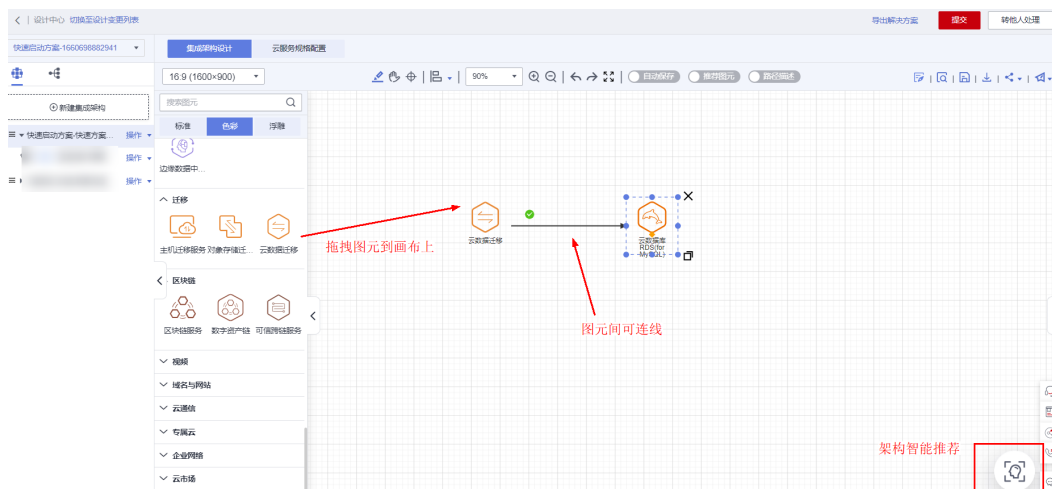 设计中心 切换至设计变更列表
导出解决方案
提交
转他人处理
快速启动方案-1660698882941
集成架构设计
云服务规格配置
16:9 (1600×900)
90%
自动保存
推荐图元
路径描述
新建集成架构
搜索图元
标准
色彩
浮雕
快速启动方案-快速方案...
操作
操作
操作
边缘数据中...
迁移
主机迁移服务
对象存储迁...
云数据迁移
拖拽图元到画布上
云数据迁移
云数据库
RDS(for
MySQL)
区块链
区块链服务
数字资产链
可信跨链服务
图元间可连线
视频
域名与网站
云通信
专属云
企业网络
云市场
架构智能推荐